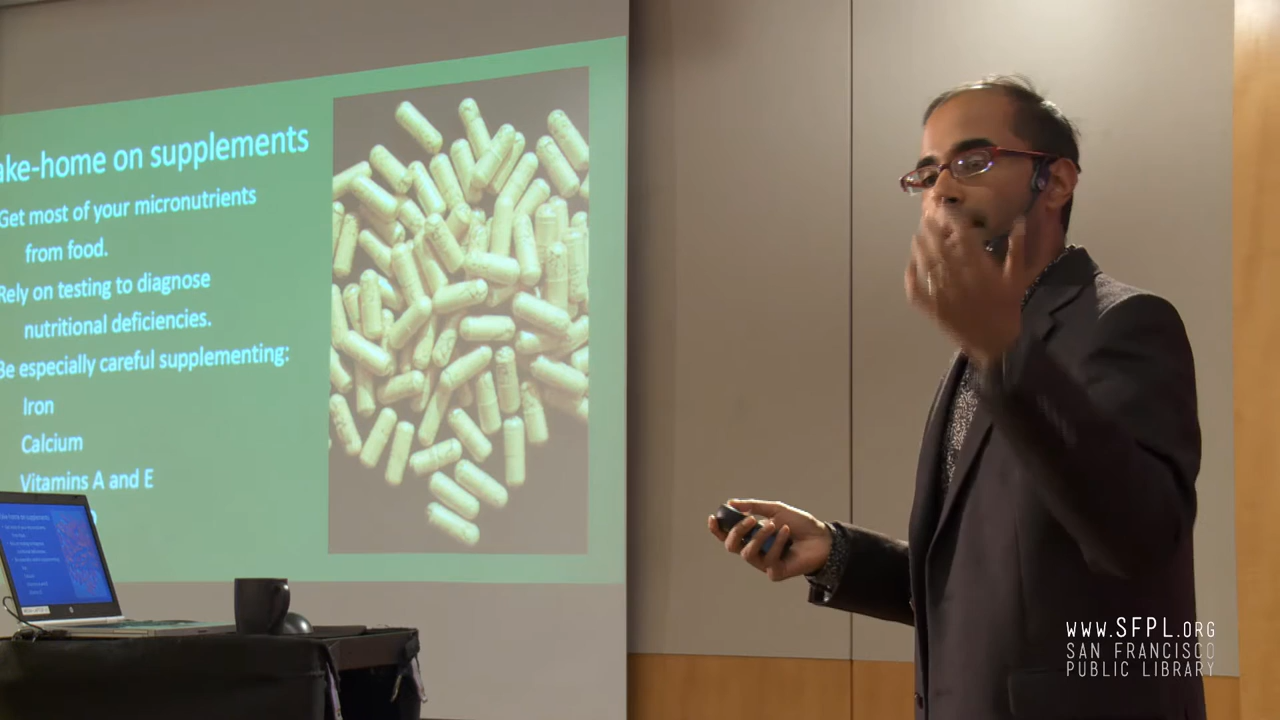 ake-home on supplements
Get most of your micronutrients
from food.
Rely on testing to diagnose
nutritional deficiencies.
Be especially careful supplementing:
Iron
Calcium
Vitamins A and E
www.SFPL.org
SAN FRANCISCO
PUBLIC LIBRARY